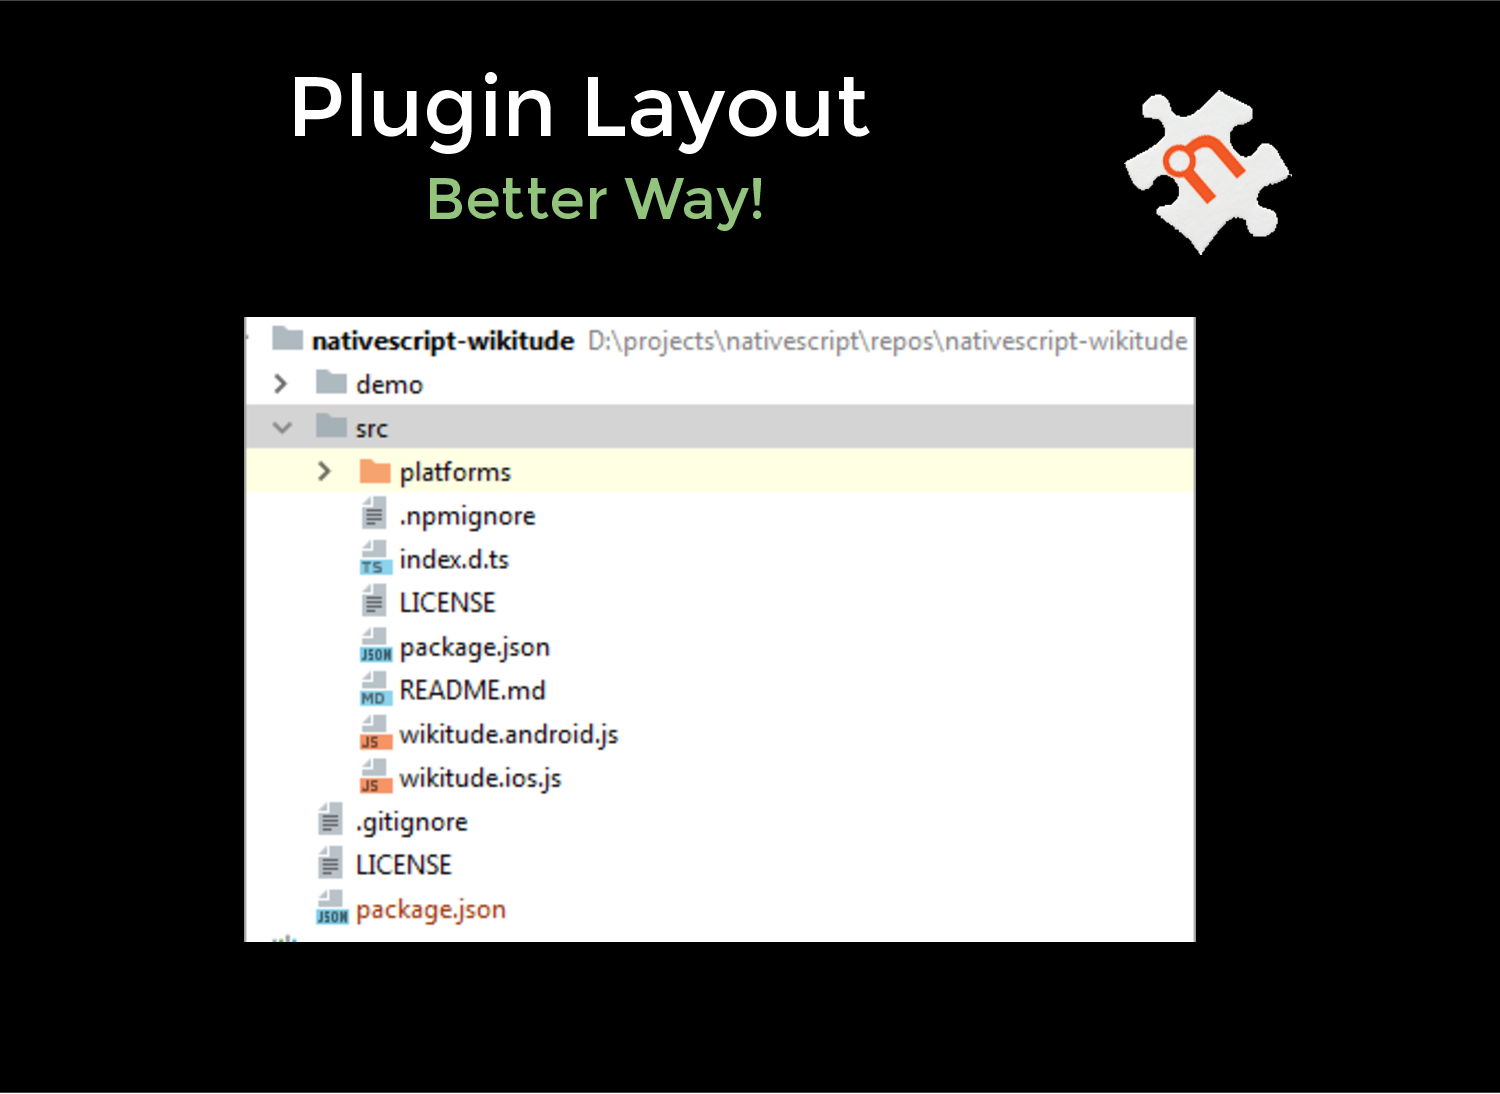 Plugin Layout
Better Way!
nativescript-wikitude D:\projects\nativescript\repos\nativescript-wikitude
demo
src
platforms
.npmignore
TS index.d.ts
LICENSE
JSON package.json
MD README.md
JS wikitude.android.js
JS wikitude.ios.js
.gitignore
LICENSE
JSON package.json